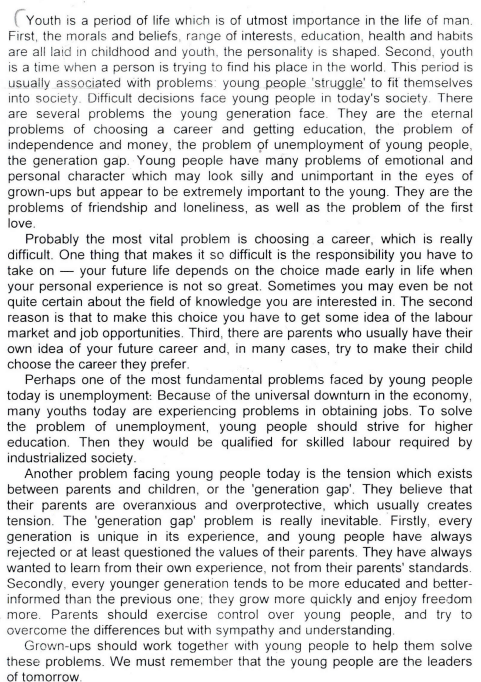 Youth is a period of life which is of utmost importance in the life of man.
First, the morals and beliefs, range of interests, education, health and habits
are all laid in childhood and youth, the personality is shaped. Second, youth
is a time when a person is trying to find his place in the world. This period is
usually associated with problems: young people 'struggle' to fit themselves
into society. Difficult decisions face young people in today's society. There
are several problems the young generation face. They are the eternal
problems of choosing a career and getting education, the problem of
independence and money, the problem of unemployment of young people,
the generation gap. Young people have many problems of emotional and
personal character which may look silly and unimportant in the eyes of
grown-ups but appear to be extremely important to the young. They are the
problems of friendship and loneliness, as well as the problem of the first
love.
Probably the most vital problem is choosing a career, which is really
difficult. One thing that makes it so difficult is the responsibility you have to
take on — your future life depends on the choice made early in life when
your personal experience is not so great. Sometimes you may even be not
quite certain about the field of knowledge you are interested in. The second
reason is that to make this choice you have to get some idea of the labour
market and job opportunities. Third, there are parents who usually have their
own idea of your future career and, in many cases, try to make their child
choose the career they prefer.
Perhaps one of the most fundamental problems faced by young people
today is unemployment: Because of the universal downturn in the economy,
many youths today are experiencing problems in obtaining jobs. To solve
the problem of unemployment, young people should strive for higher
education. Then they would be qualified for skilled labour required by
industrialized society.
Another problem facing young people today is the tension which exists
between parents and children, or the 'generation gap'. They believe that
their parents are overanxious and overprotective, which usually creates
tension. The 'generation gap' problem is really inevitable. Firstly, every
generation is unique in its experience, and young people have always
rejected or at least questioned the values of their parents. They have always
wanted to learn from their own experience, not from their parents' standards.
Secondly, every younger generation tends to be more educated and better-
informed than the previous one; they grow more quickly and enjoy freedom
more. Parents should exercise control over young people, and try to
overcome the differences but with sympathy and understanding.
Grown-ups should work together with young people to help them solve
these problems. We must remember that the young people are the leaders
of tomorrow.